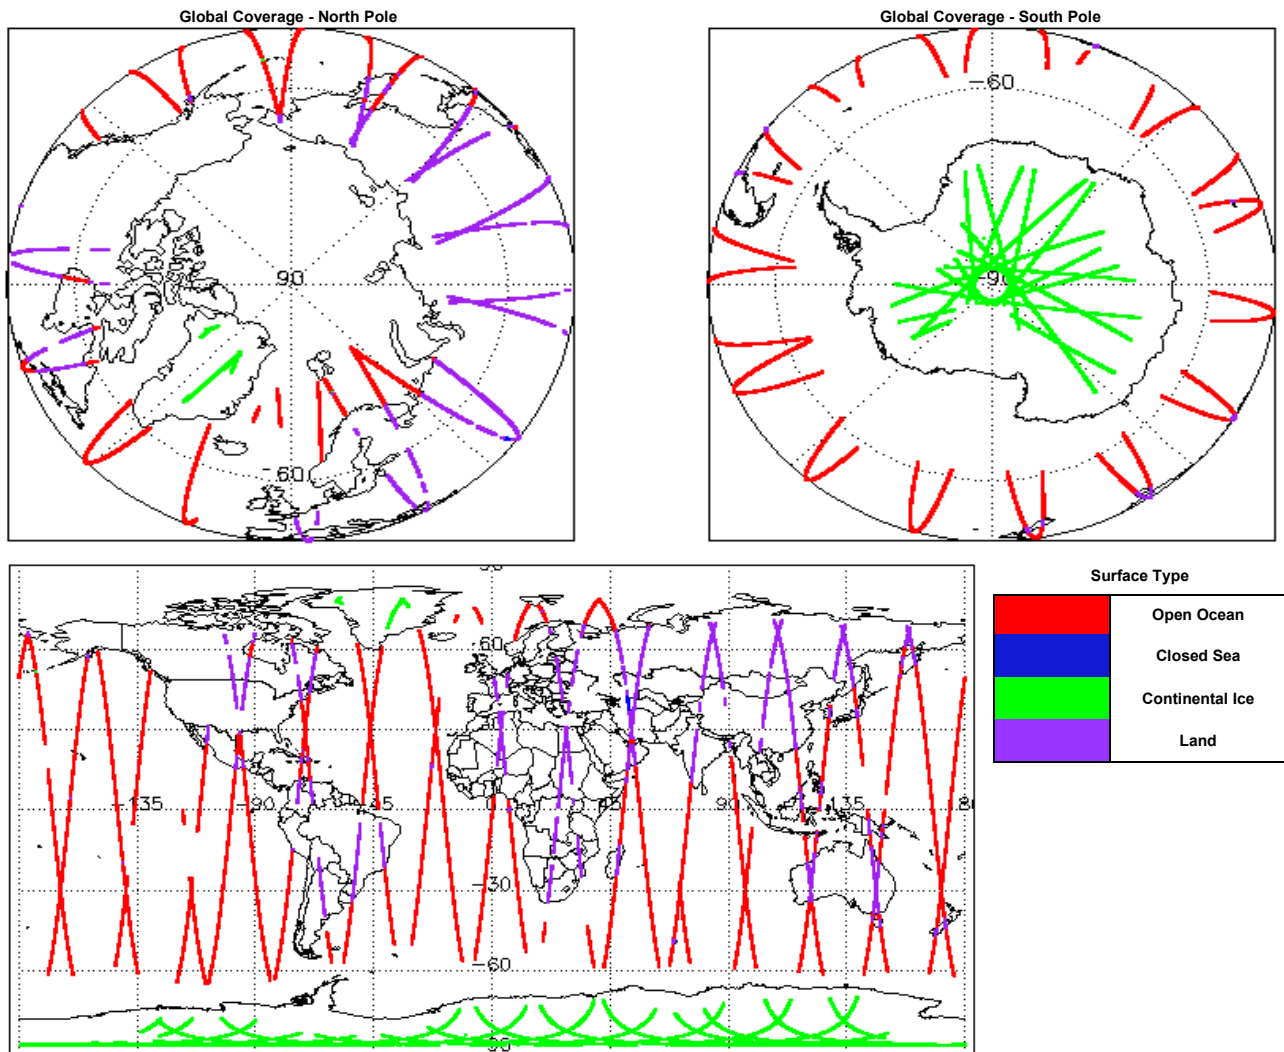 Global Coverage - North Pole
Global Coverage - South Pole
90
-60
-60
-90
Surface Type
Open Ocean
Closed Sea
Continental Ice
Land
60
-135
-90
-45
0
45
90
135
-30
-60